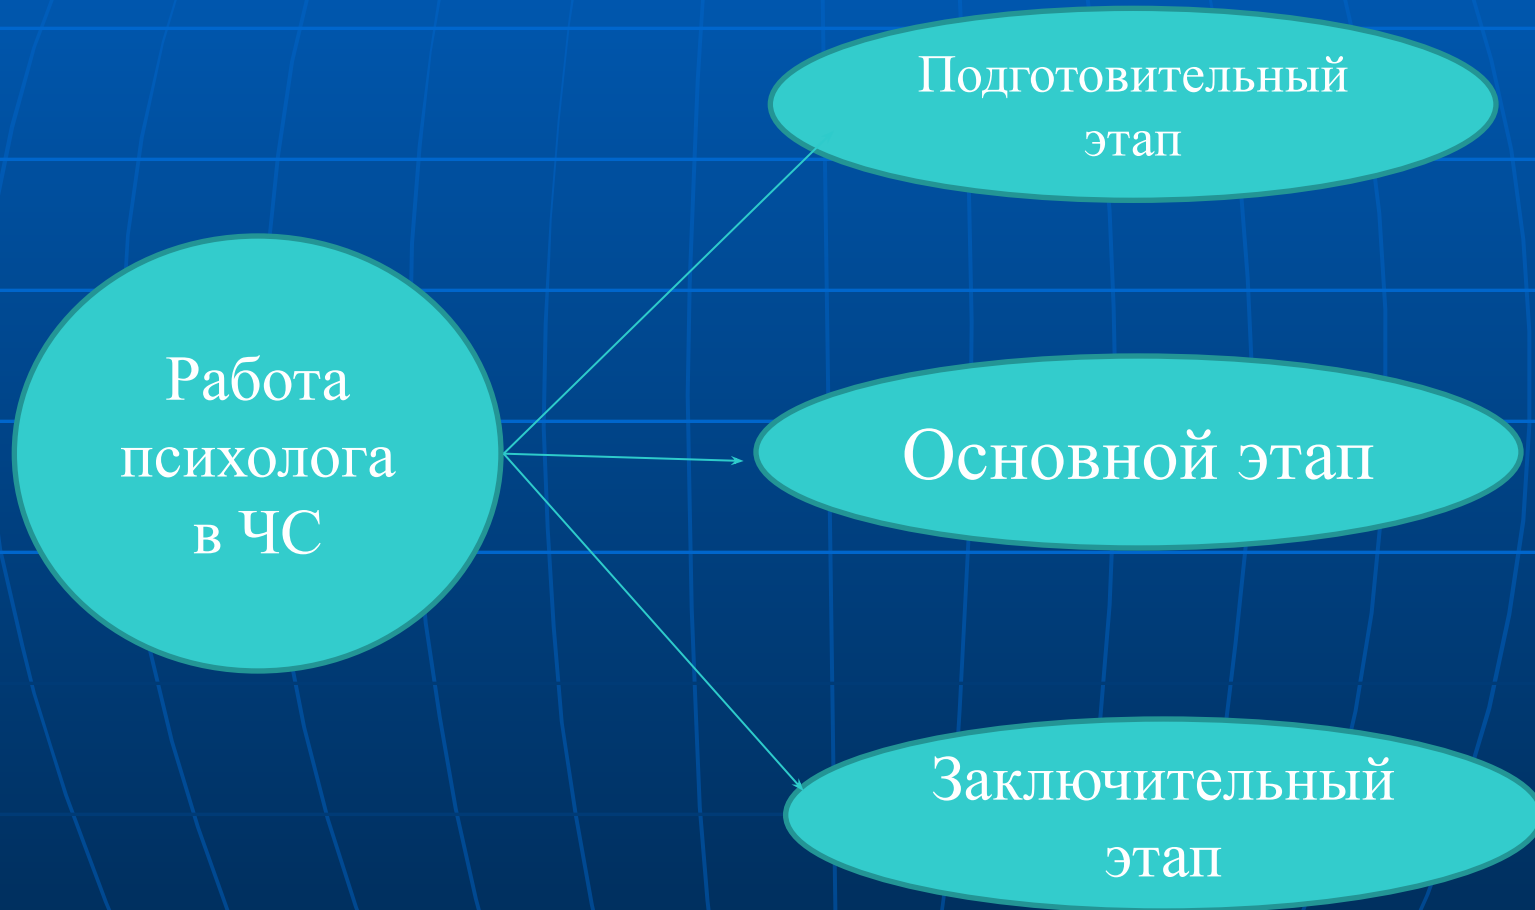 Подготовительный
этап
Работа
психолога
в ЧС
Основной этап
Заключительный
этап